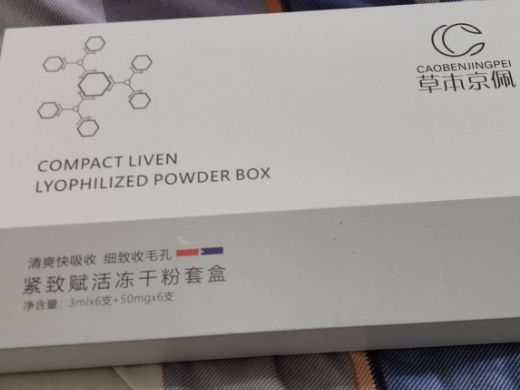 CAOBENJINGPEI
草本京佩
COMPACT LIVEN
LYOPHILIZED POWDER BOX
清爽快吸收 细致收毛孔
紧致赋活冻干粉套盒
净含量：3mlx6支+50mgx6支